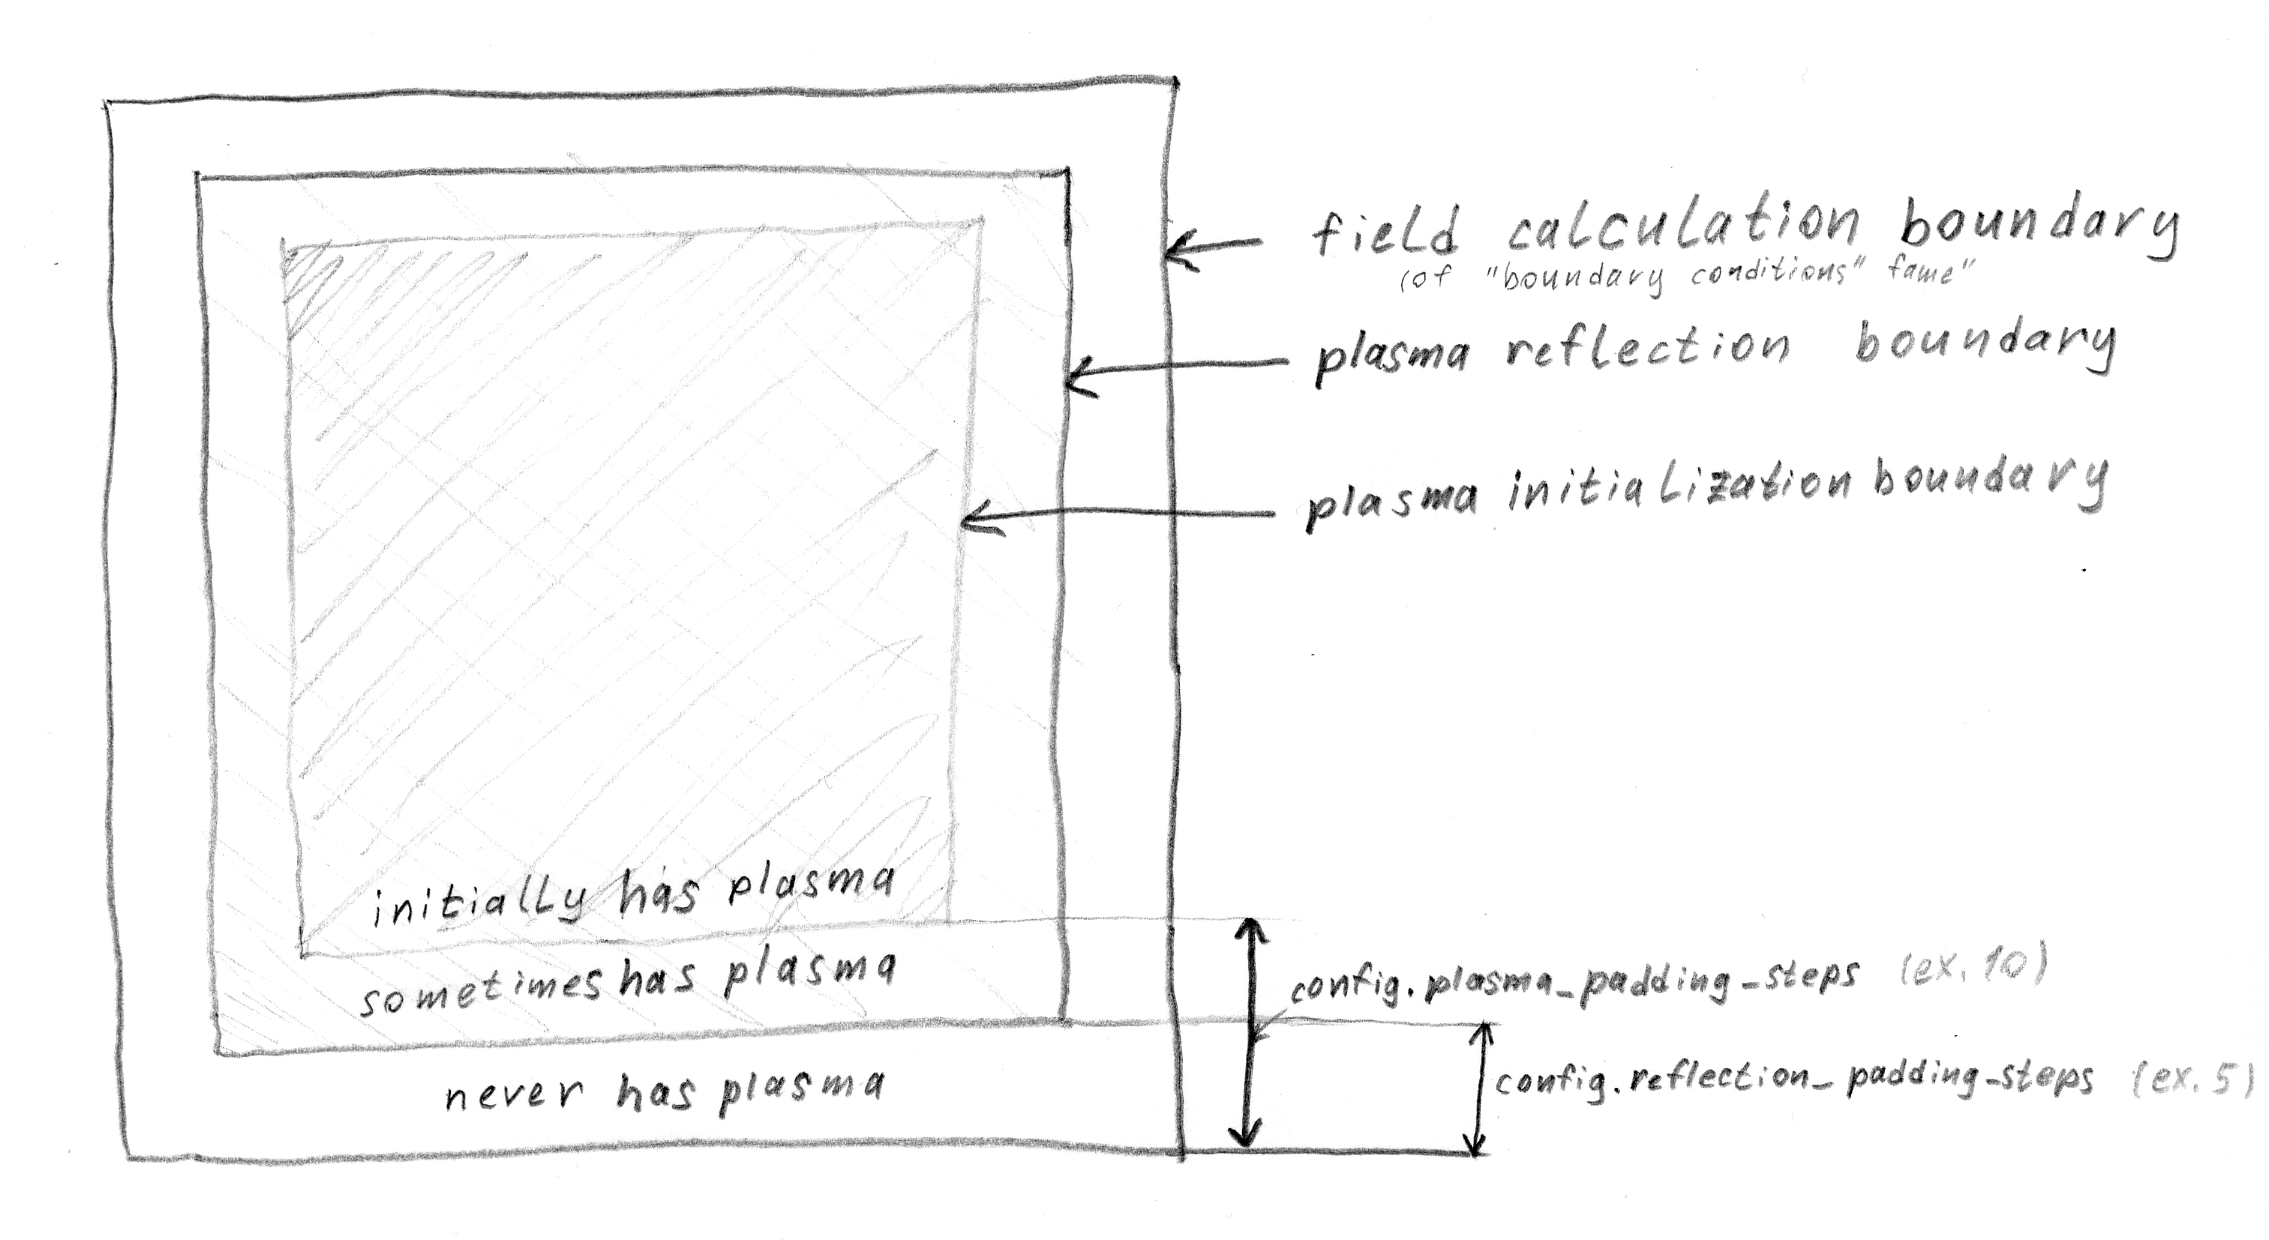 field calculation boundary
(of "boundary conditions" fame"
plasma reflection boundary
plasma initialization boundary
initially has plasma
sometimes has plasma
never has plasma
config.plasma_padding_steps (ex. 10)
config.reflection_padding_steps (ex. 5)